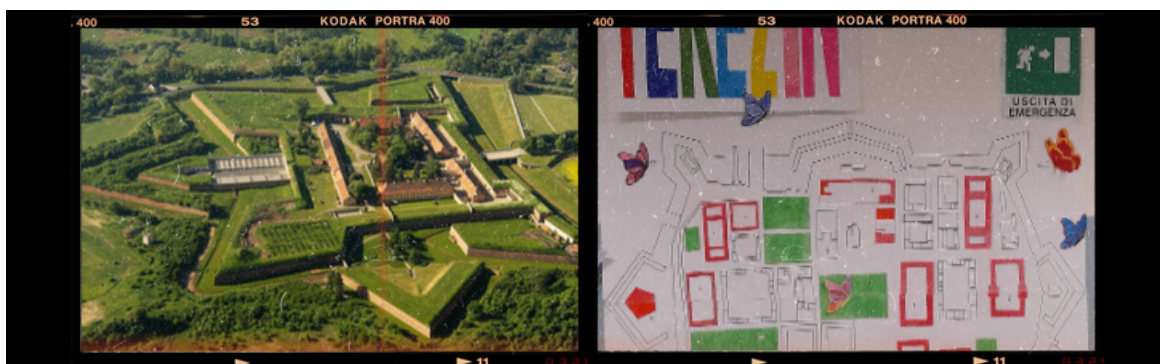 400 53 KODAK PORTRA 400
400 53 KODAK PORTRA 400
TEREZIN
USCITA DI
EMERGENZA
11
11